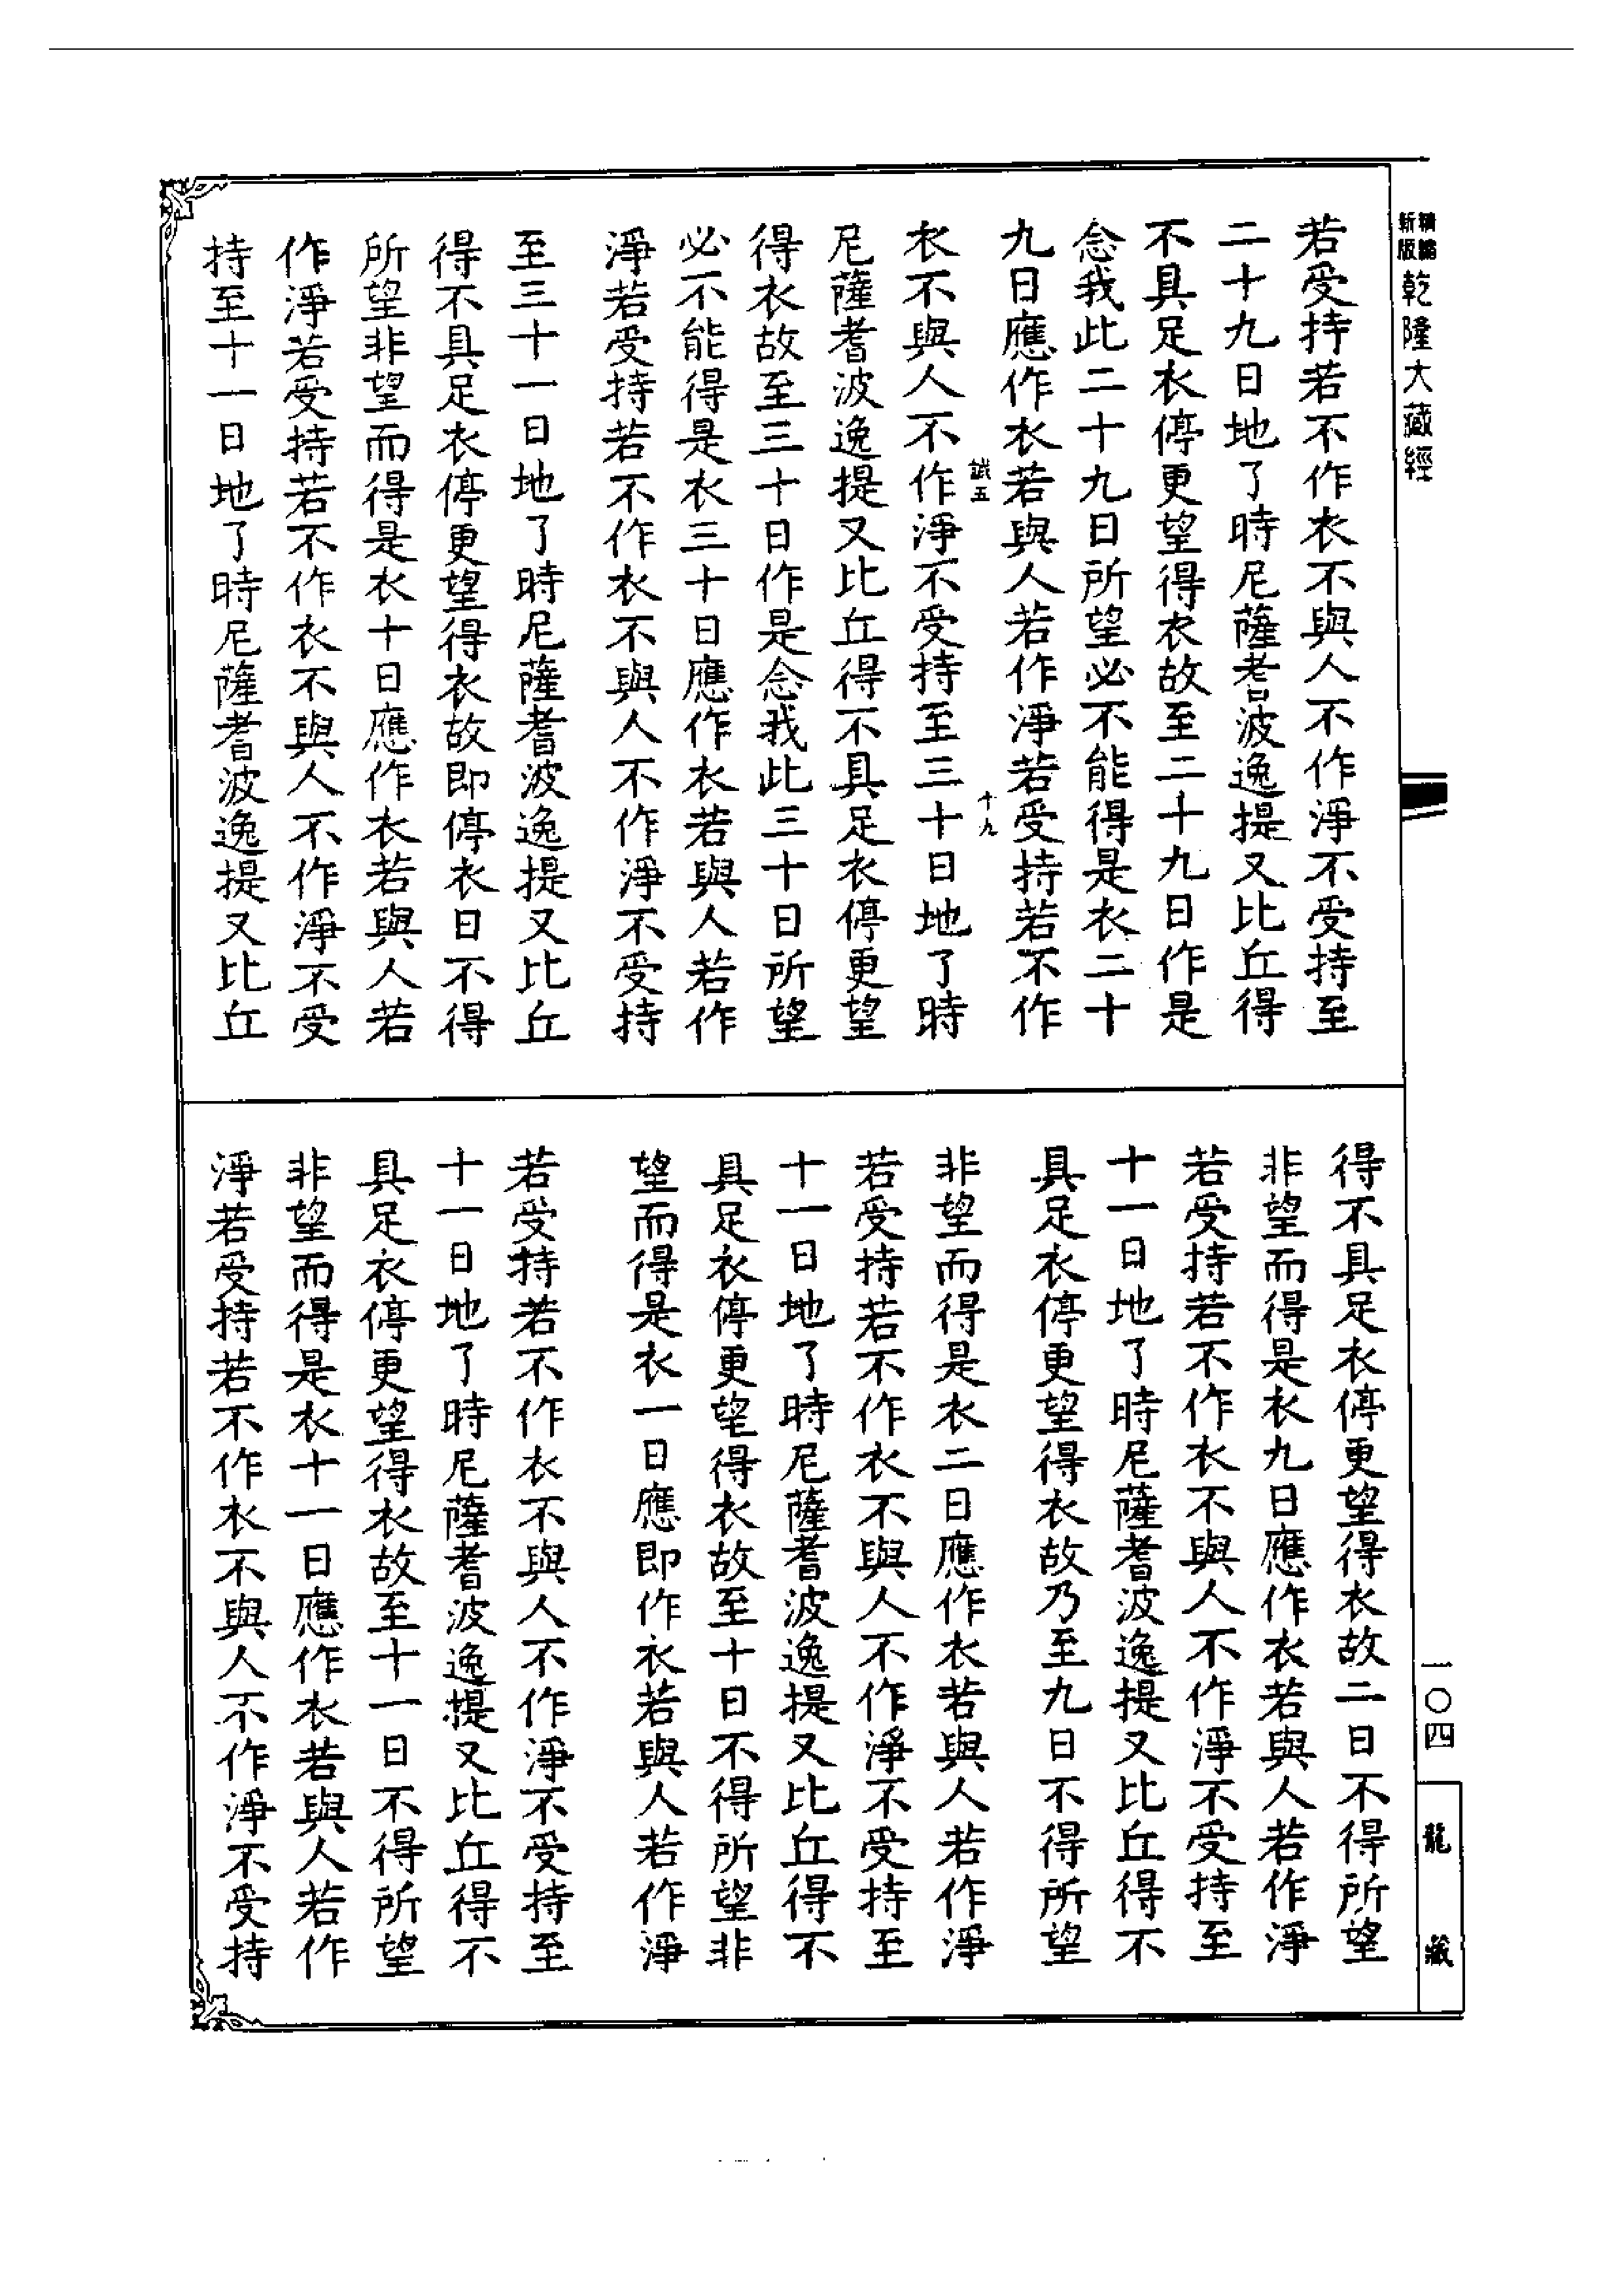 精編
新版
乾隆大藏經
若受持若不作衣不與人不作淨不受持至
二十九日地了時尼薩耆波逸提又比丘得
不具足衣停更望得衣故至二十九日作是
念我此二十九日所望必不能得是衣二十
九日應作衣若與人若作淨若受持若不作
十九
衣不與人不作淨不受持至三十日地了時
尼薩耆波逸提又比丘得不具足衣停更望
得衣故至三十日作是念我此三十日所望
必不能得是衣三十日應作衣若與人若作
淨若受持若不作衣不與人不作淨不受持
至三十一日地了時尼薩耆波逸提又比丘
得不具足衣停更望得衣故即停衣日不得
所望非望而得是衣十日應作衣若與人若
作淨若受持若不作衣不與人不作淨不受
持至十一日地了時尼薩耆波逸提又比丘
得不具足衣停更望得衣故二日不得所望
非望而得是衣九日應作衣若與人若作淨
若受持若不作衣不與人不作淨不受持至
十一日地了時尼薩耆波逸提又比丘得不
具足衣停更望得衣故乃至九日不得所望
非望而得是衣二日應作衣若與人若作淨
若受持若不作衣不與人不作淨不受持至
十一日地了時尼薩耆波逸提又比丘得不
具足衣停更望得衣故至十日不得所望非
望而得是衣一日應即作衣若與人若作淨
若受持若不作衣不與人不作淨不受持至
十一日地了時尼薩耆波逸提又比丘得不
具足衣停更望得衣故至十一日不得所望
非望而得是衣十一日應作衣若與人若作
淨若受持若不作衣不與人不作淨不受持
一〇四
龍藏